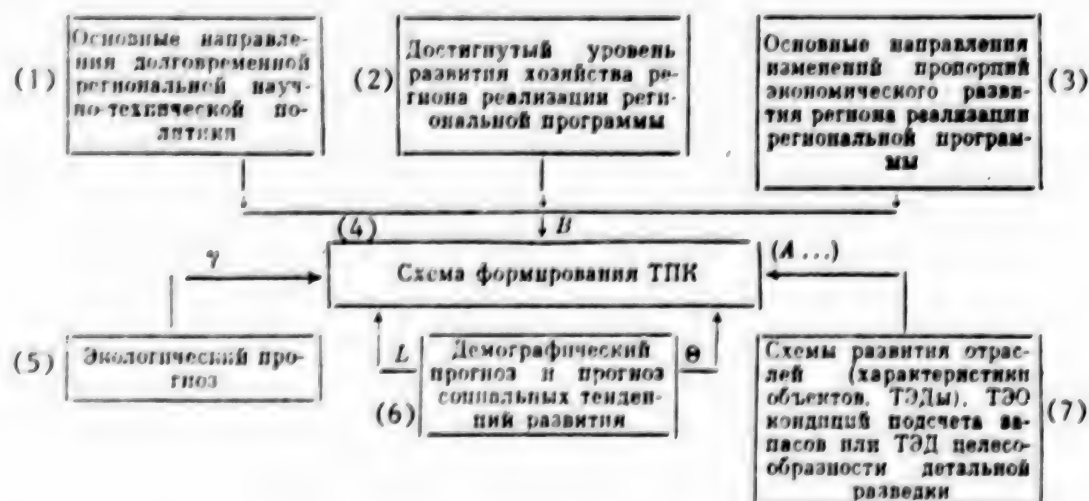 (1)
Основные направле-
ния долговременной
региональной науч-
но-технической по-
литики
(2)
Достигнутый уровень
развития хозяйства ре-
гиона реализации реги-
ональной программы
Основные направления
изменений пропорций
экономического разви-
тия региона реализации
региональной програм-
мы
(3)
(4)
B
γ
(A ...)
Схема формирования ТПК
(5)
Экологический про-
гноз
L
(6)
Демографический
прогноз и прогноз
социальных тенден-
ций развития
Θ
Схемы развития отрас-
лей (характеристики
объектов, ТЭДы), ТЭО
кондиций подсчета за-
пасов или ТЭД целесо-
образности детальной
разведки
(7)